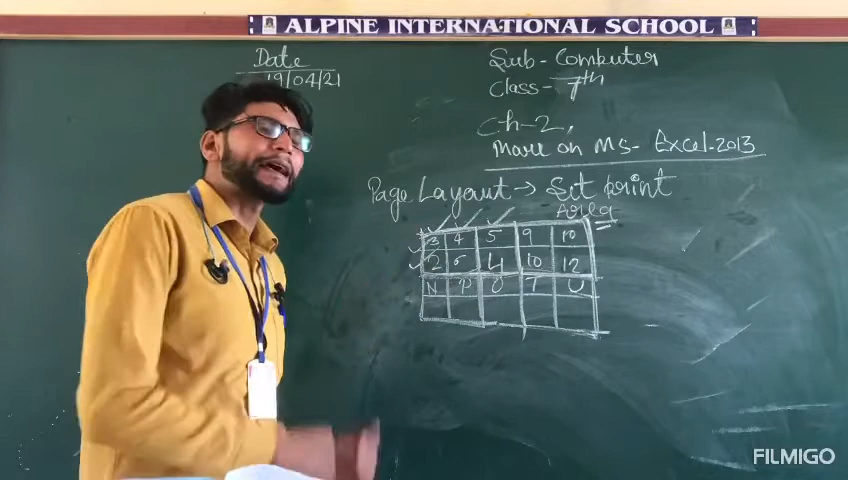 ALPINE INTERNATIONAL SCHOOL
Date
19/04/21
Sub- Computer
Class- 7th
Ch-2,
More on MS- Excel-2013
Page Layout → Set print
Area
3 4 5 9 10
2 6 4 10 12
N P O T U
FILMIGO